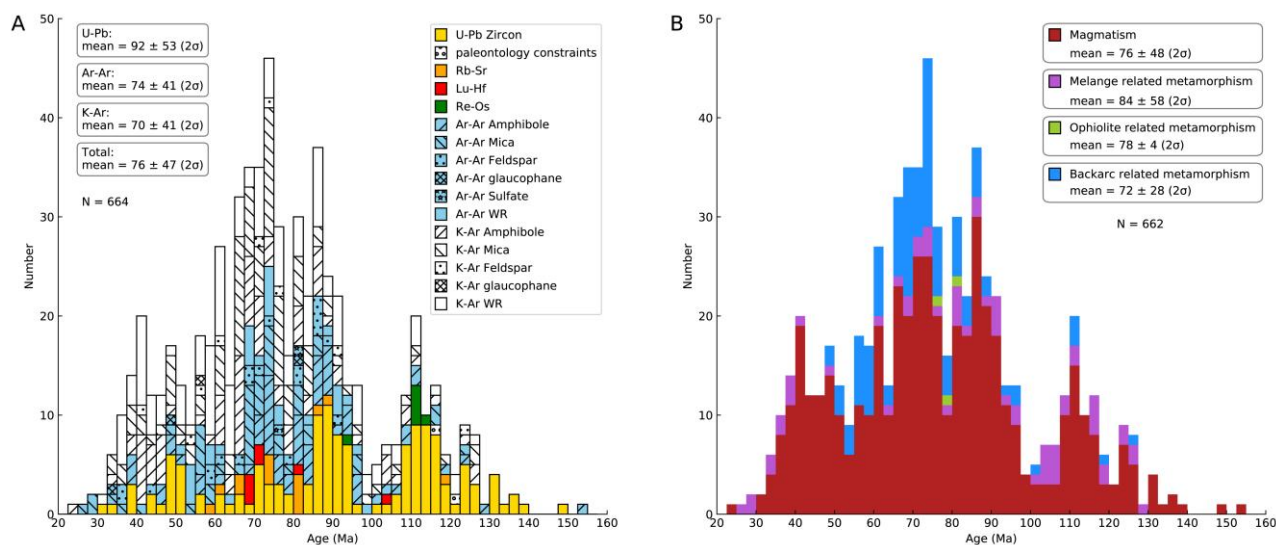 A
50
40
30
20
10
0
Number
20 30 40 50 60 70 80 90 100 110 120 130 140 150 160
Age (Ma)
U-Pb:
mean = 92 ± 53 (2σ)
Ar-Ar:
mean = 74 ± 41 (2σ)
K-Ar:
mean = 70 ± 41 (2σ)
Total:
mean = 76 ± 47 (2σ)
N = 664
U-Pb Zircon
paleontology constraints
Rb-Sr
Lu-Hf
Re-Os
Ar-Ar Amphibole
Ar-Ar Mica
Ar-Ar Feldspar
Ar-Ar glaucophane
Ar-Ar Sulfate
Ar-Ar WR
K-Ar Amphibole
K-Ar Mica
K-Ar Feldspar
K-Ar glaucophane
K-Ar WR
B
50
40
30
20
10
0
Number
20 30 40 50 60 70 80 90 100 110 120 130 140 150 160
Age (Ma)
Magmatism
mean = 76 ± 48 (2σ)
Melange related metamorphism
mean = 84 ± 58 (2σ)
Ophiolite related metamorphism
mean = 78 ± 4 (2σ)
Backarc related metamorphism
mean = 72 ± 28 (2σ)
N = 662